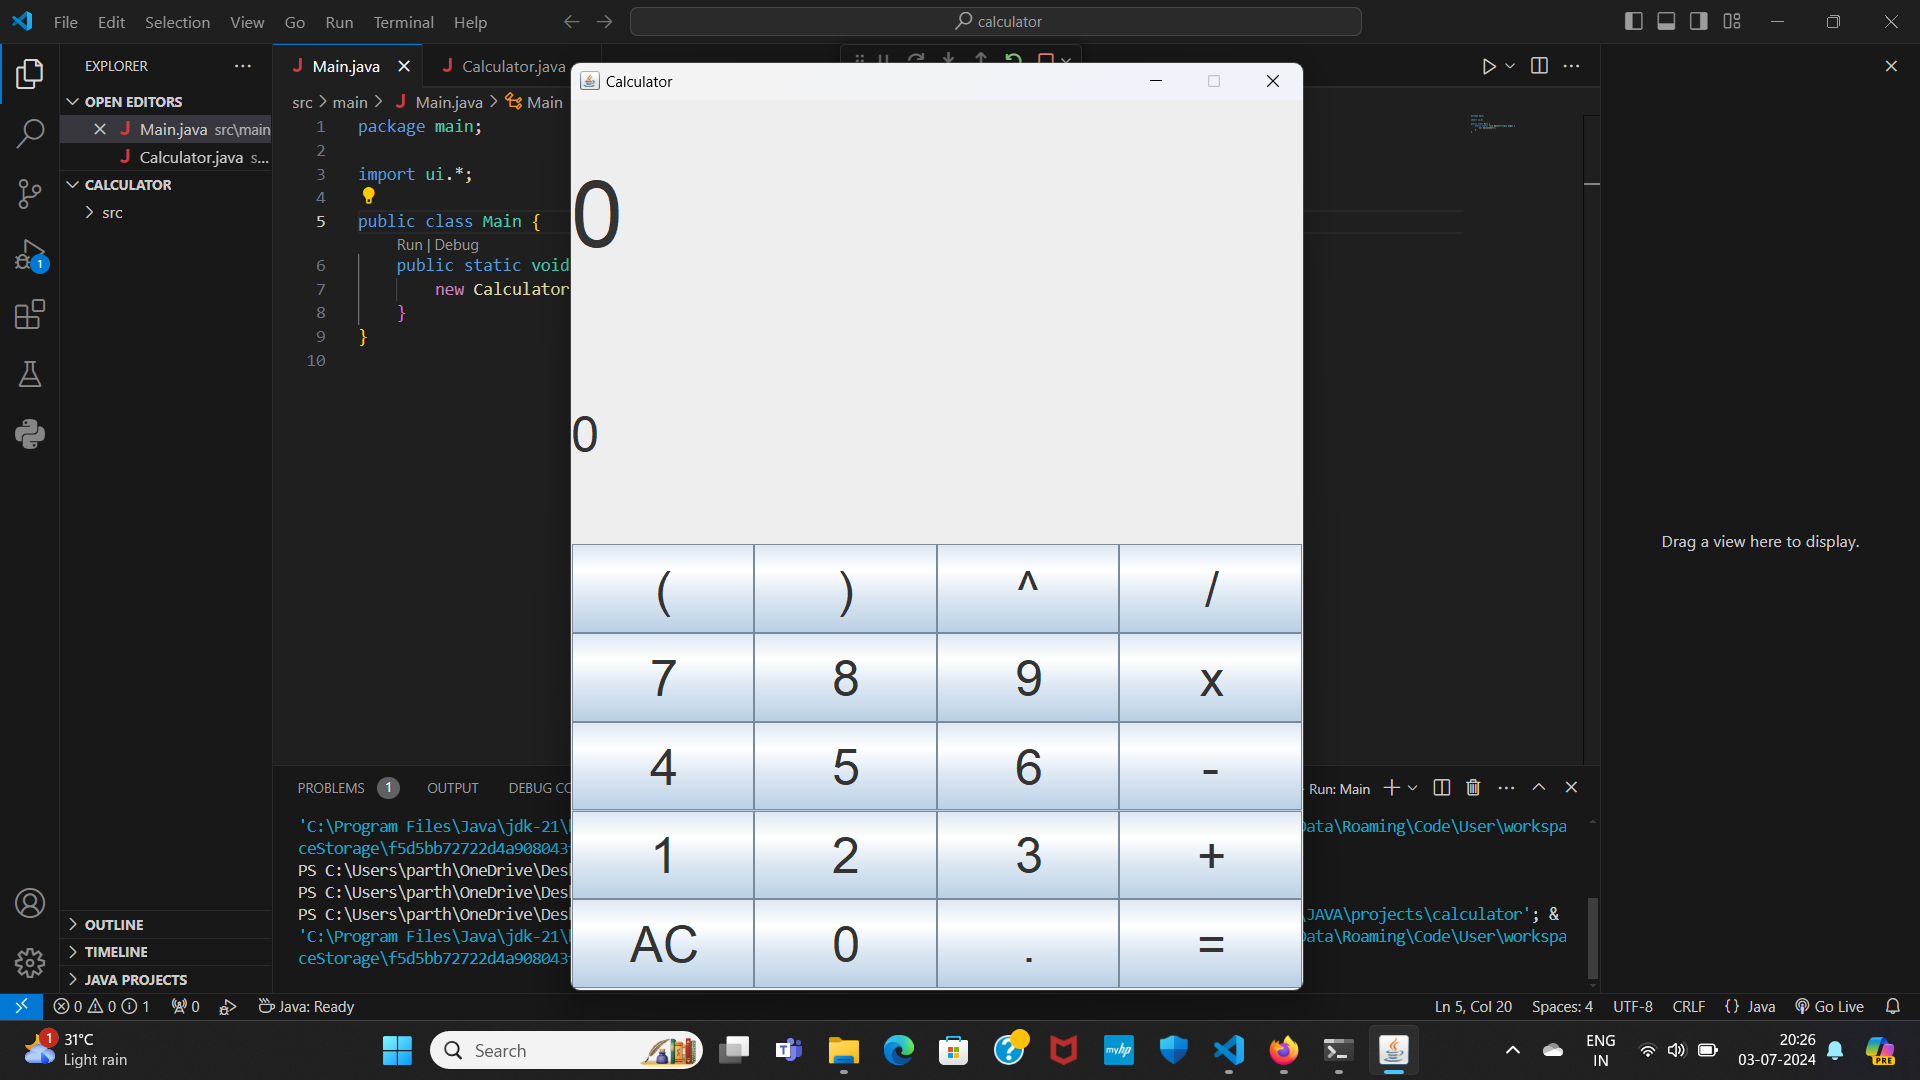 File Edit Selection View Go Run Terminal Help
calculator
EXPLORER
OPEN EDITORS
Main.java src\main
Calculator.java s...
CALCULATOR
src
OUTLINE
TIMELINE
JAVA PROJECTS
Main.java
Calculator.java
src > main > Main.java > Main
1 package main;
2
3 import ui.*;
4
5 public class Main {
Run | Debug
6 public static void
7 new Calculator
8 }
9 }
10
Calculator
0
0
( ) ^ /
7 8 9 x
4 5 6 -
1 2 3 +
AC 0 . =
Drag a view here to display.
PROBLEMS 1 OUTPUT DEBUG CO
Run: Main
'C:\Program Files\Java\jdk-21\
Data\Roaming\Code\User\workspa
ceStorage\f5d5bb72722d4a908043
PS C:\Users\parth\OneDrive\Des
PS C:\Users\parth\OneDrive\Des
PS C:\Users\parth\OneDrive\Des
\JAVA\projects\calculator'; &
'C:\Program Files\Java\jdk-21\
Data\Roaming\Code\User\workspa
ceStorage\f5d5bb72722d4a908043
0 0 1 0 Java: Ready
Ln 5, Col 20 Spaces: 4 UTF-8 CRLF {} Java Go Live
1
1
31°C
Light rain
Search
myhp
ENG
IN
20:26
03-07-2024
PRE